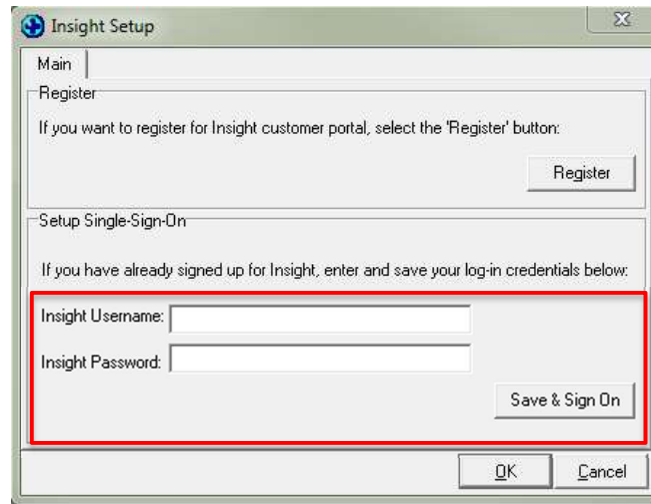 Insight Setup
Main
Register
If you want to register for Insight customer portal, select the 'Register' button:
Register
Setup Single-Sign-On
If you have already signed up for Insight, enter and save your log-in credentials below:
Insight Username:
Insight Password:
Save & Sign On
OK Cancel